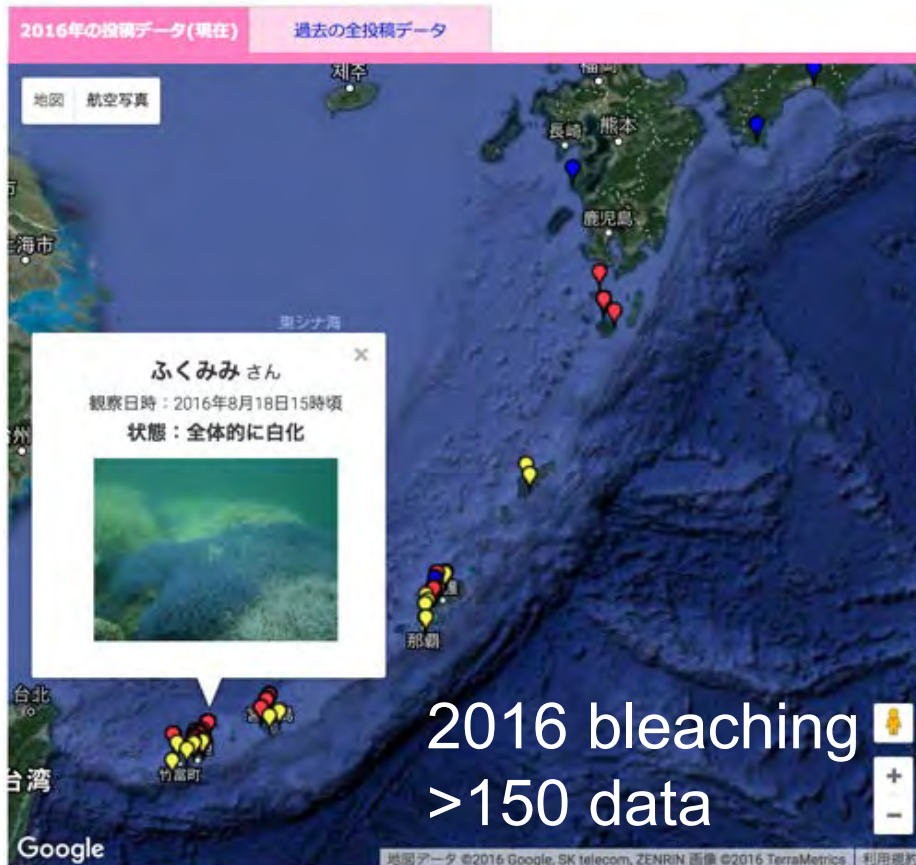 2016年の投稿データ(現在)
過去の全投稿データ
地図 航空写真
제주
福岡
長崎
熊本
鹿児島
海市
東シナ海
ふくみみ さん
観察日時：2016年8月18日15時頃
状態：全体的に白化
州
那覇
台北
竹富町
台湾
2016 bleaching
>150 data
Google
地図データ ©2016 Google, SK telecom, ZENRIN 画像 ©2016 TerraMetrics
利用規約